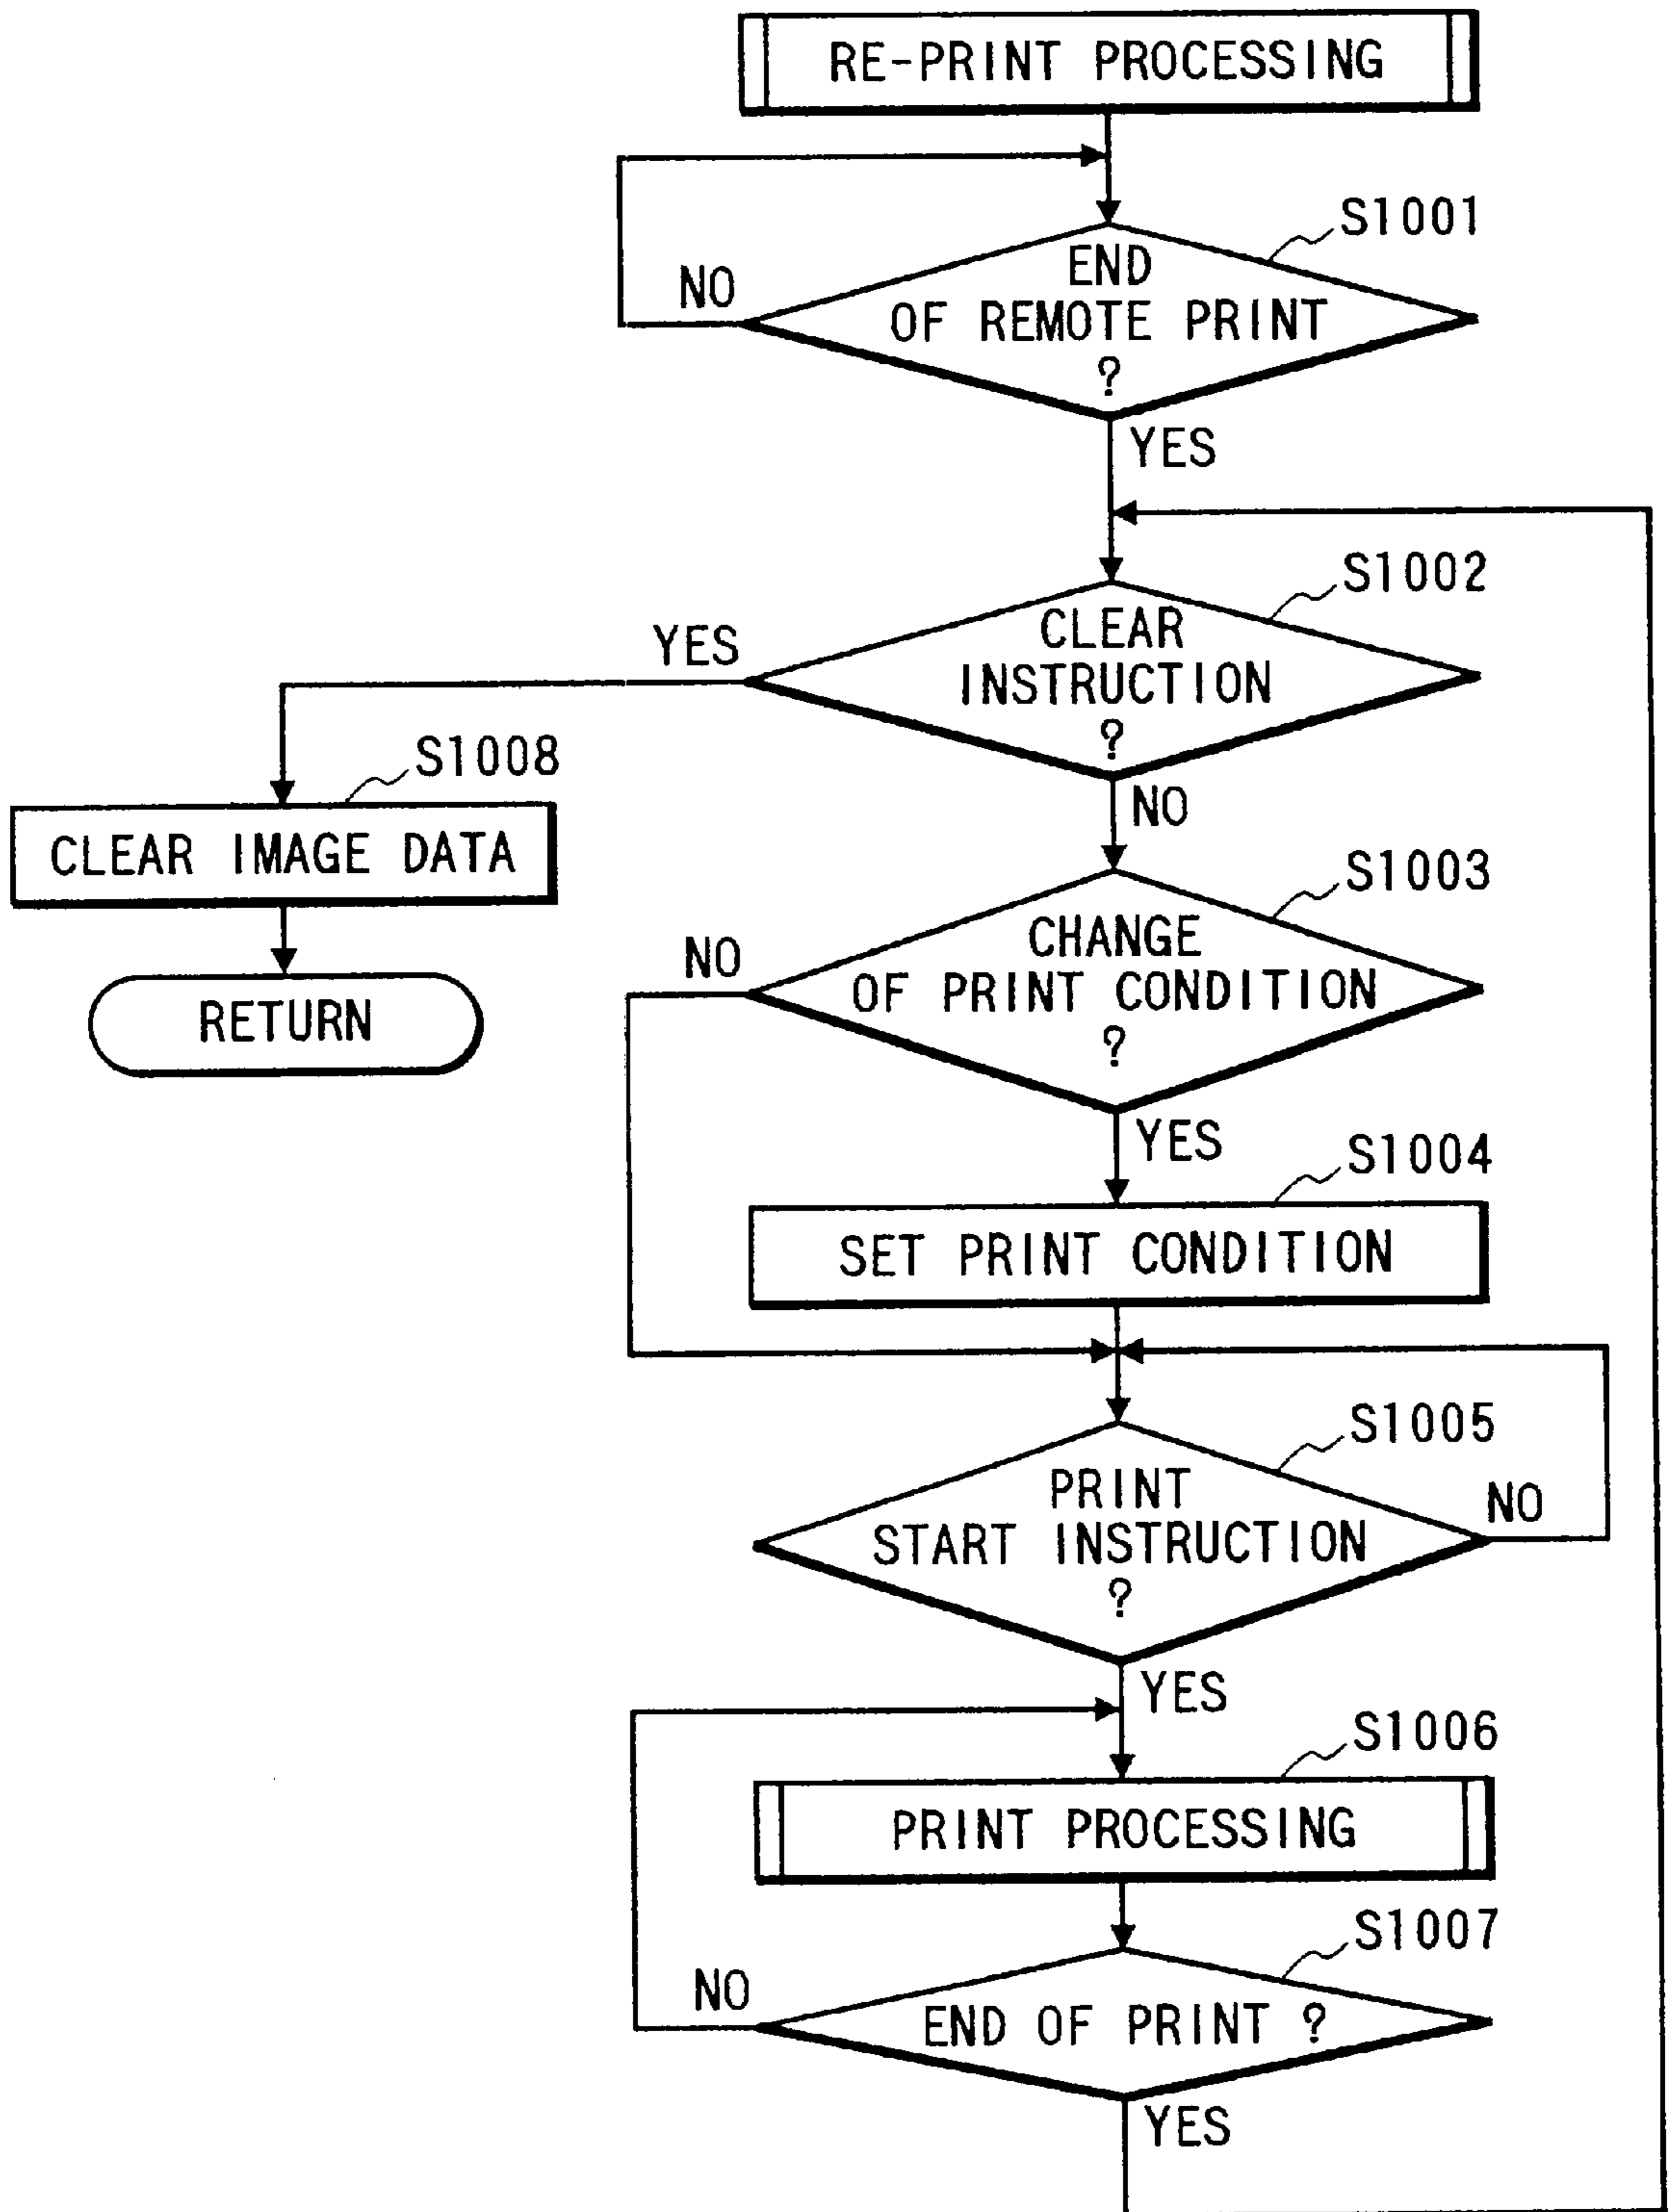 RE-PRINT PROCESSING
S1001
END
OF REMOTE PRINT
?
NO
YES
S1002
CLEAR
INSTRUCTION
?
YES
NO
S1008
CLEAR IMAGE DATA
RETURN
S1003
CHANGE
OF PRINT CONDITION
?
NO
YES
S1004
SET PRINT CONDITION
S1005
PRINT
START INSTRUCTION
?
NO
YES
S1006
PRINT PROCESSING
S1007
END OF PRINT ?
NO
YES